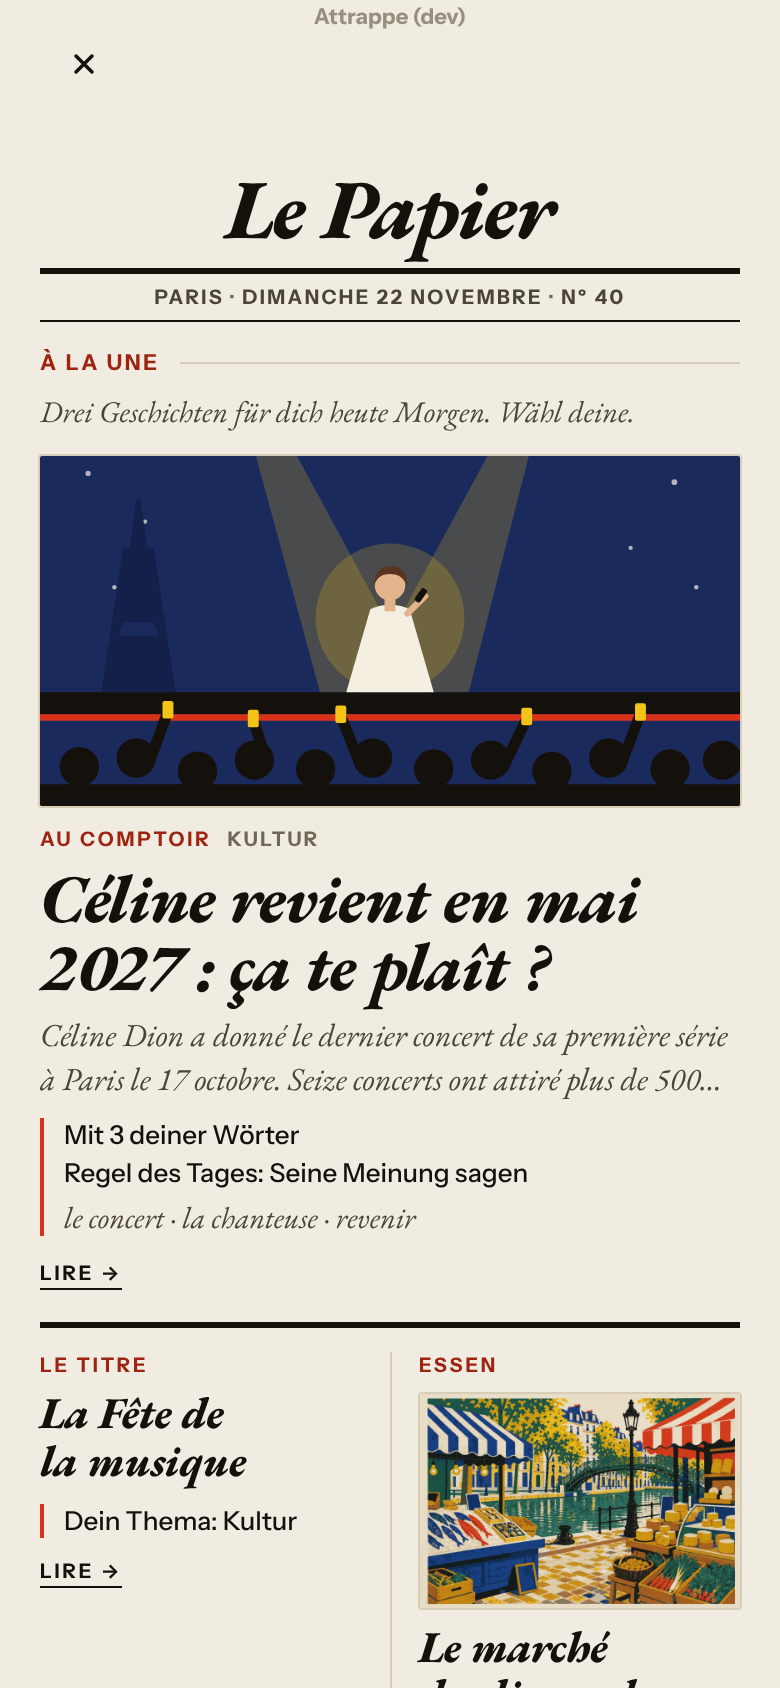 Attrappe (dev)
Le Papier
PARIS · DIMANCHE 22 NOVEMBRE · N° 40
À LA UNE
Drei Geschichten für dich heute Morgen. Wähl deine.
AU COMPTOIR KULTUR
Céline revient en mai
2027 : ça te plaît ?
Céline Dion a donné le dernier concert de sa première série
à Paris le 17 octobre. Seize concerts ont attiré plus de 500...
Mit 3 deiner Wörter
Regel des Tages: Seine Meinung sagen
le concert · la chanteuse · revenir
LIRE →
LE TITRE
La Fête de
la musique
Dein Thema: Kultur
LIRE →
ESSEN
Le marché